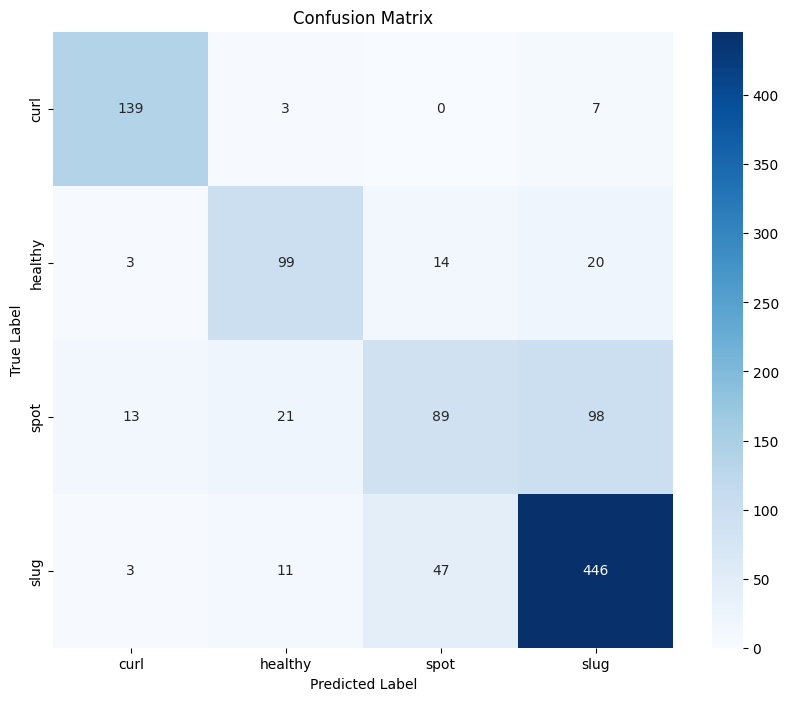 Confusion Matrix
curl 139 3 0 7
healthy 3 99 14 20
spot 13 21 89 98
slug 3 11 47 446
curl healthy spot slug
True Label
Predicted Label
400
350
300
250
200
150
100
50
0